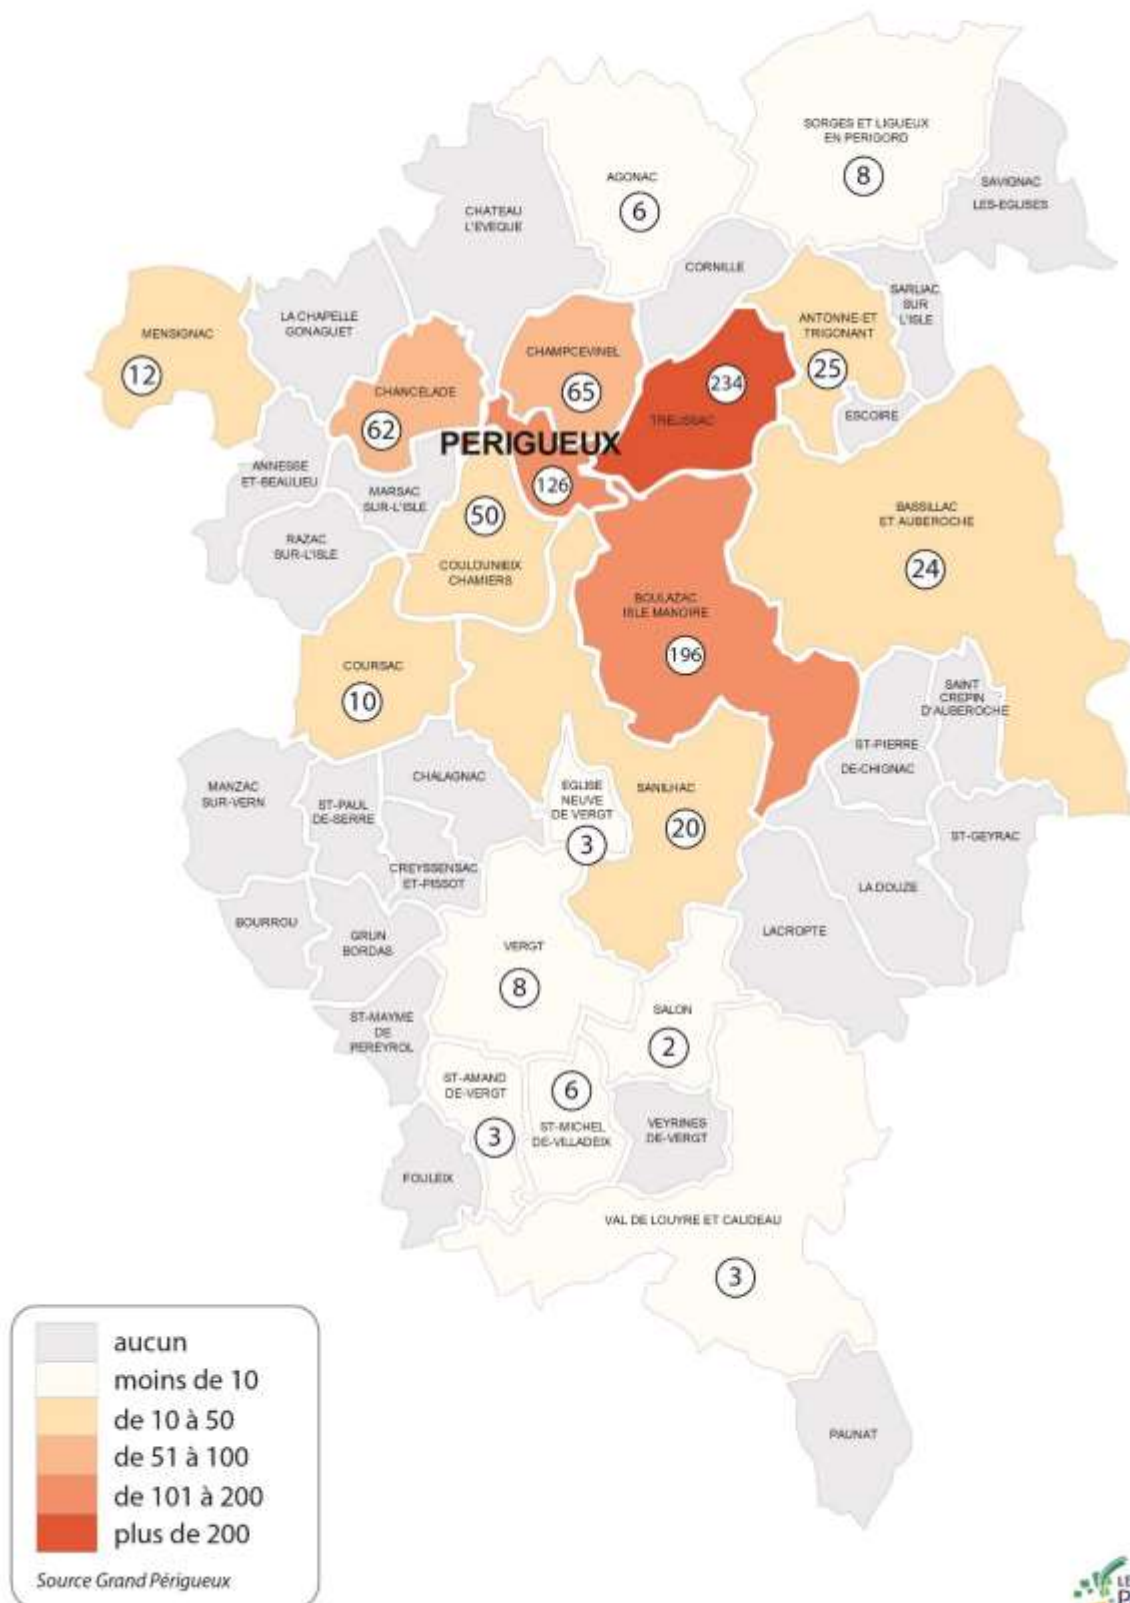 SORGES ET LIGUEUX
EN PERIGORD
8
AGONAC
6
SAVIGNAC
LES-EGLISES
CHATEAU
L'EVEQUE
CORNILLE
SARLIAC
SUR
L'ISLE
MENSIGNAC
12
LA CHAPELLE
GONAGUET
ANTONNE-ET
TRIGONANT
25
CHAMPCEVINEL
65
234
TRELISSAC
CHANCELADE
62
ESCOIRE
PERIGUEUX
126
ANNESSE
ET-BEAULIEU
MARSAC
SUR-L'ISLE
50
COULOUNIEIX
CHAMIERS
BASSILLAC
ET AUBEROCHE
24
RAZAC
SUR-L'ISLE
BOULAZAC
ISLE MANOIRE
196
COURSAC
10
SAINT
CREPIN
D'AUBEROCHE
ST-PIERRE
DE-CHIGNAC
MANZAC
SUR-VERN
ST-PAUL
DE-SERRE
CHALAGNAC
EGLISE
NEUVE
DE VERGT
3
SANILHAC
20
ST-GEYRAC
CREYSSENSAC
ET-PISSOT
LA DOUZE
BOURROU
GRUN
BORDAS
LACROPTE
VERGT
8
SALON
2
ST-MAYME
DE
PEREYROL
ST-AMAND
DE-VERGT
3
6
ST-MICHEL
DE-VILLADEIX
VEYRINES
DE-VERGT
FOULEIX
VAL DE LOUYRE ET CAUDEAU
3
PAUNAT
aucun
moins de 10
de 10 à 50
de 51 à 100
de 101 à 200
plus de 200
Source Grand Périgueux
LE
P